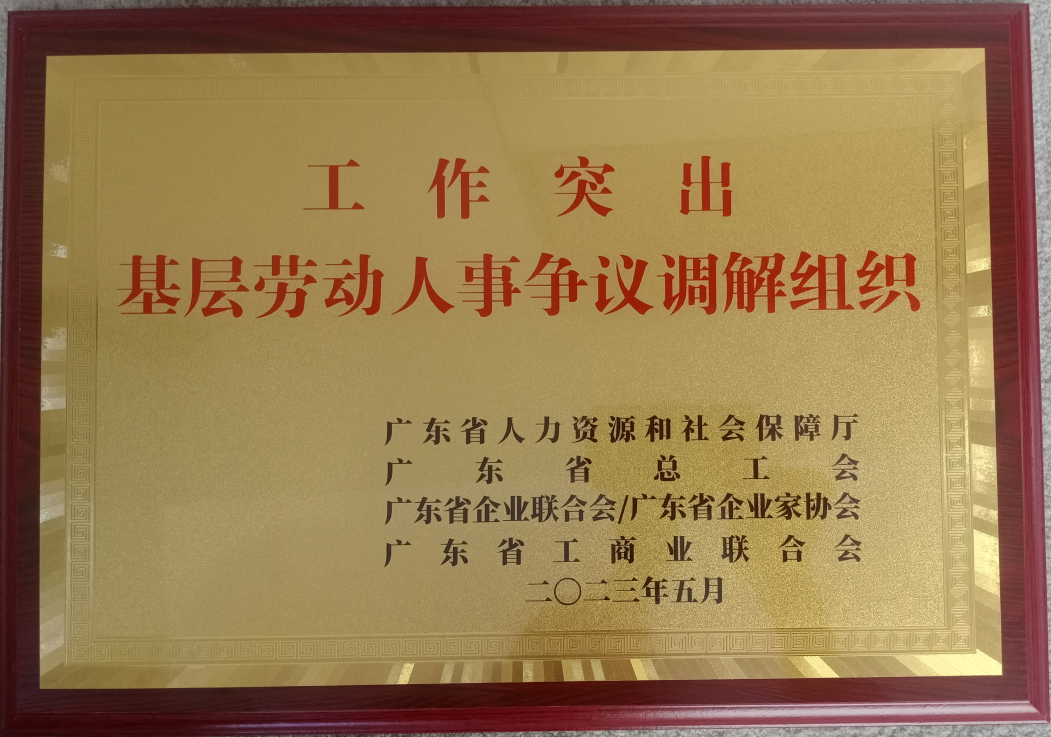 工作突出
基层劳动人事争议调解组织
广东省人力资源和社会保障厅
广东省总工会
广东省企业联合会/广东省企业家协会
广东省工商业联合会
二〇二三年五月